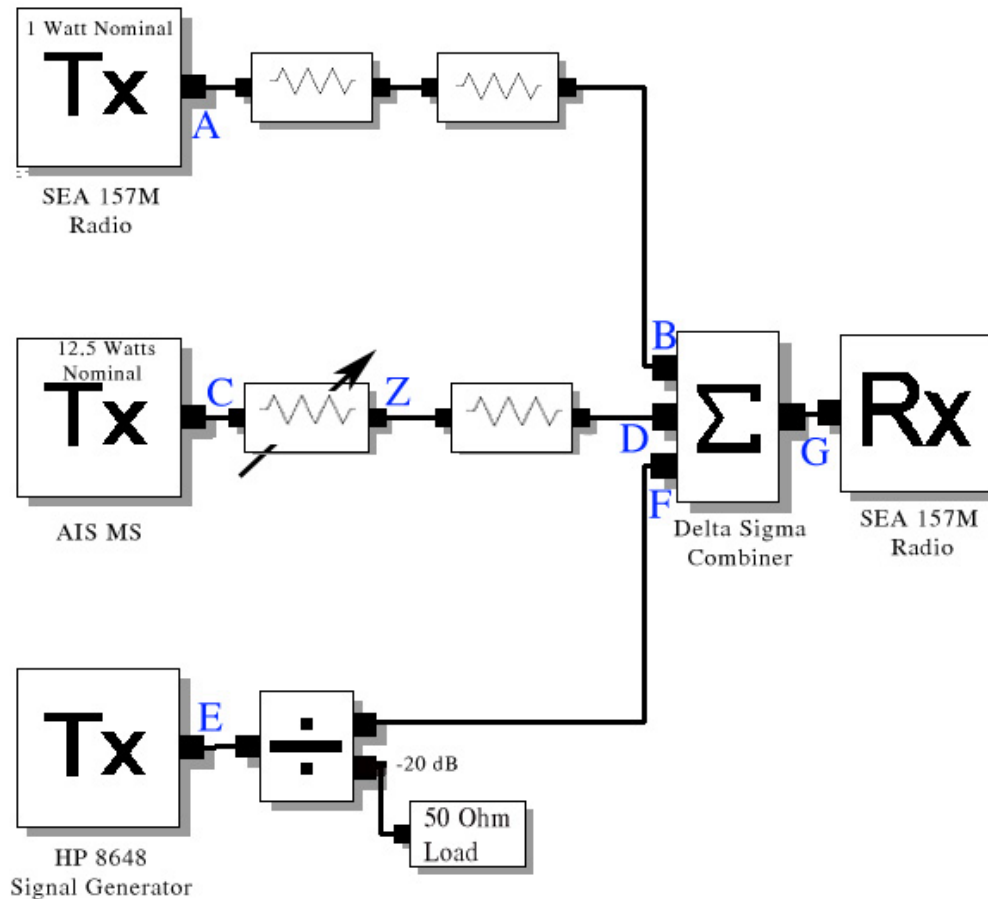 1 Watt Nominal
Tx
A
SEA 157M
Radio
B
12.5 Watts
Nominal
Tx
C
Z
D
Σ
G
Rx
F
AIS MS
Delta Sigma
Combiner
SEA 157M
Radio
Tx
E
÷
-20 dB
50 Ohm
Load
HP 8648
Signal Generator